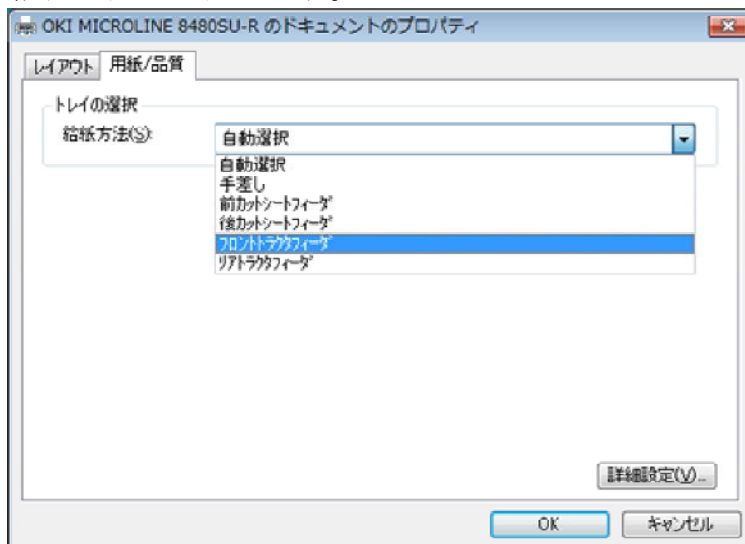 OKI MICROLINE 8480SU-R のドキュメントのプロパティ
レイアウト 用紙/品質
トレイの選択
給紙方法(S): 自動選択
自動選択
手差し
前カットシートフィーダ
後カットシートフィーダ
フロントトラクタフィーダ
リアトラクタフィーダ
詳細設定(V)...
OK キャンセル